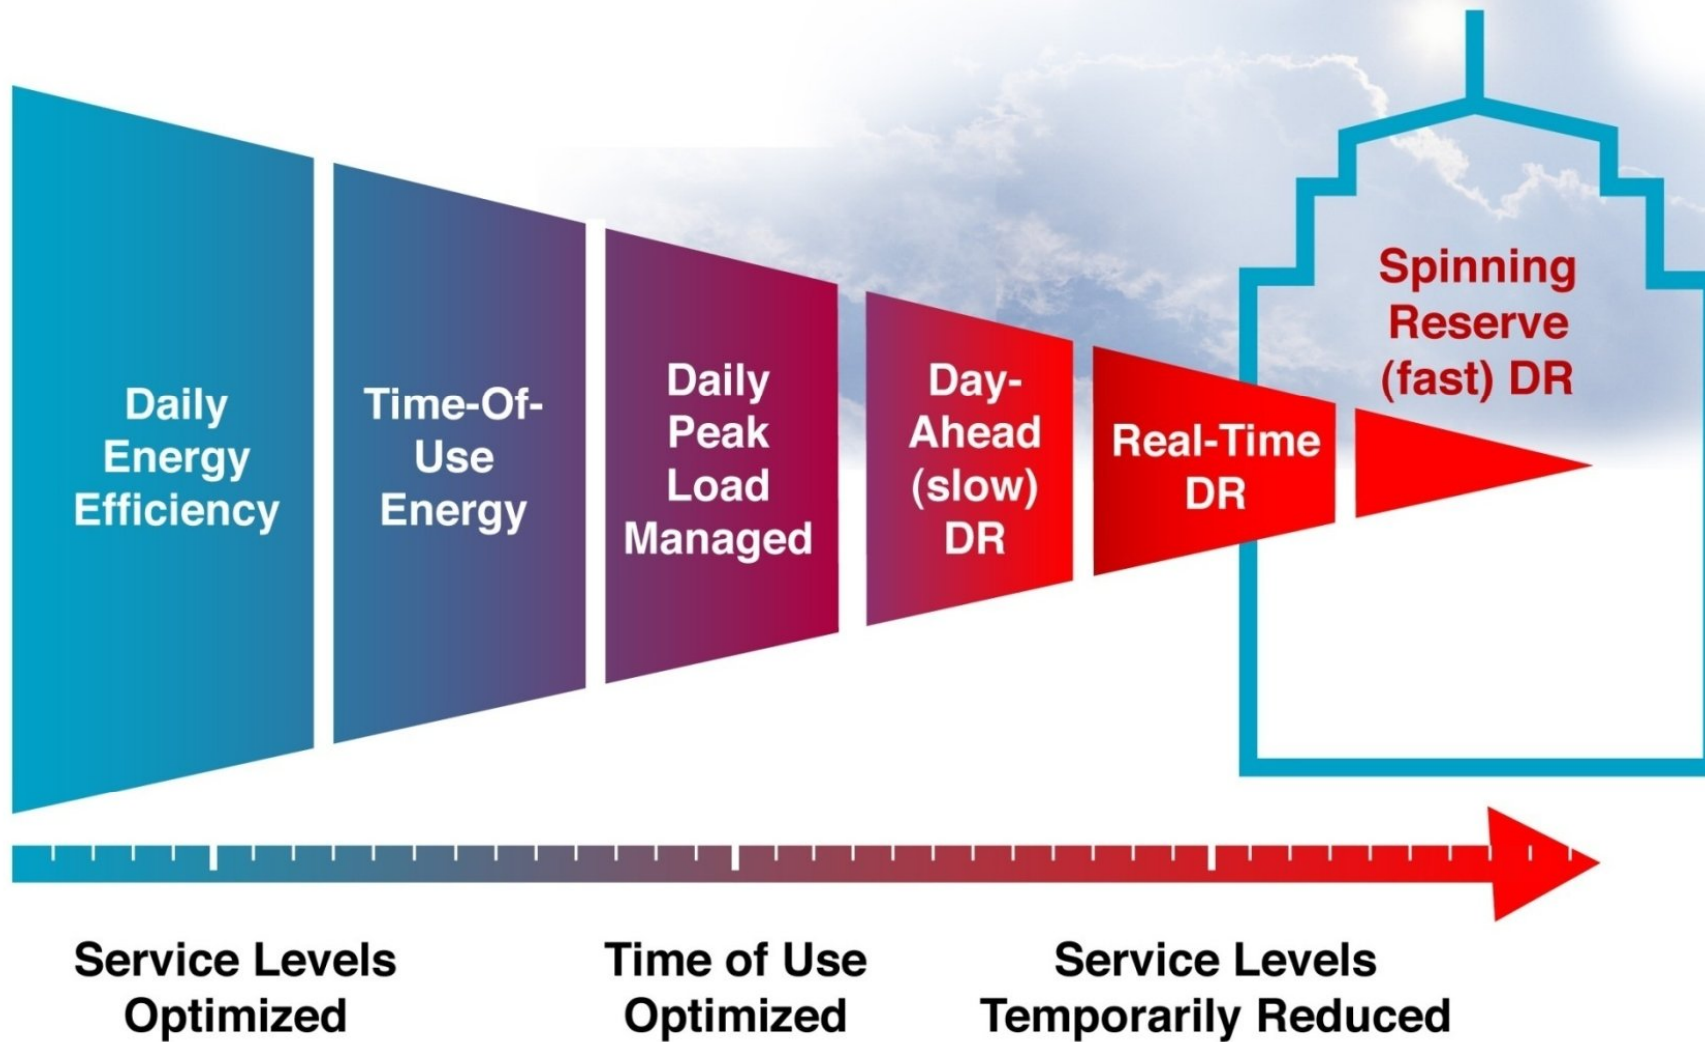 Daily
Energy
Efficiency
Time-Of-
Use
Energy
Daily
Peak
Load
Managed
Day-
Ahead
(slow)
DR
Real-Time
DR
Spinning
Reserve
(fast) DR
Service Levels
Optimized
Time of Use
Optimized
Service Levels
Temporarily Reduced